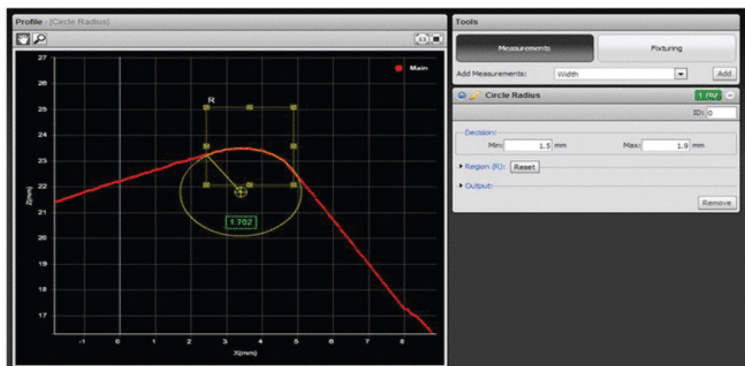 Profile - [Circle Radius]
Tools
Measurements
Fixturing
Add Measurements:
Width
Add
Circle Radius
1.702
ID: 0
Decision:
Min: 1.5 mm
Max: 1.9 mm
Region (R):
Reset
Output:
Remove
Main
R
1.702
27
26
25
24
23
22
21
20
19
18
17
Z(mm)
-1
0
1
2
3
4
5
6
7
8
X(mm)